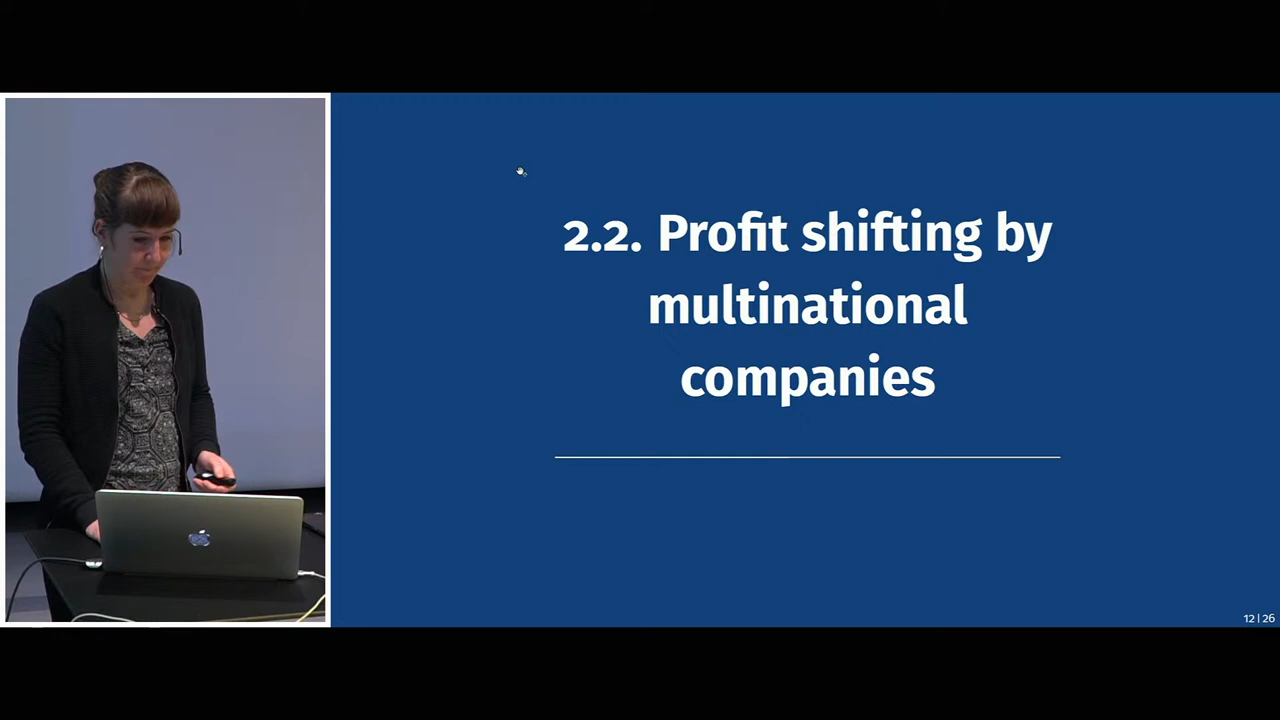 2.2. Profit shifting by
multinational
companies
12 | 26